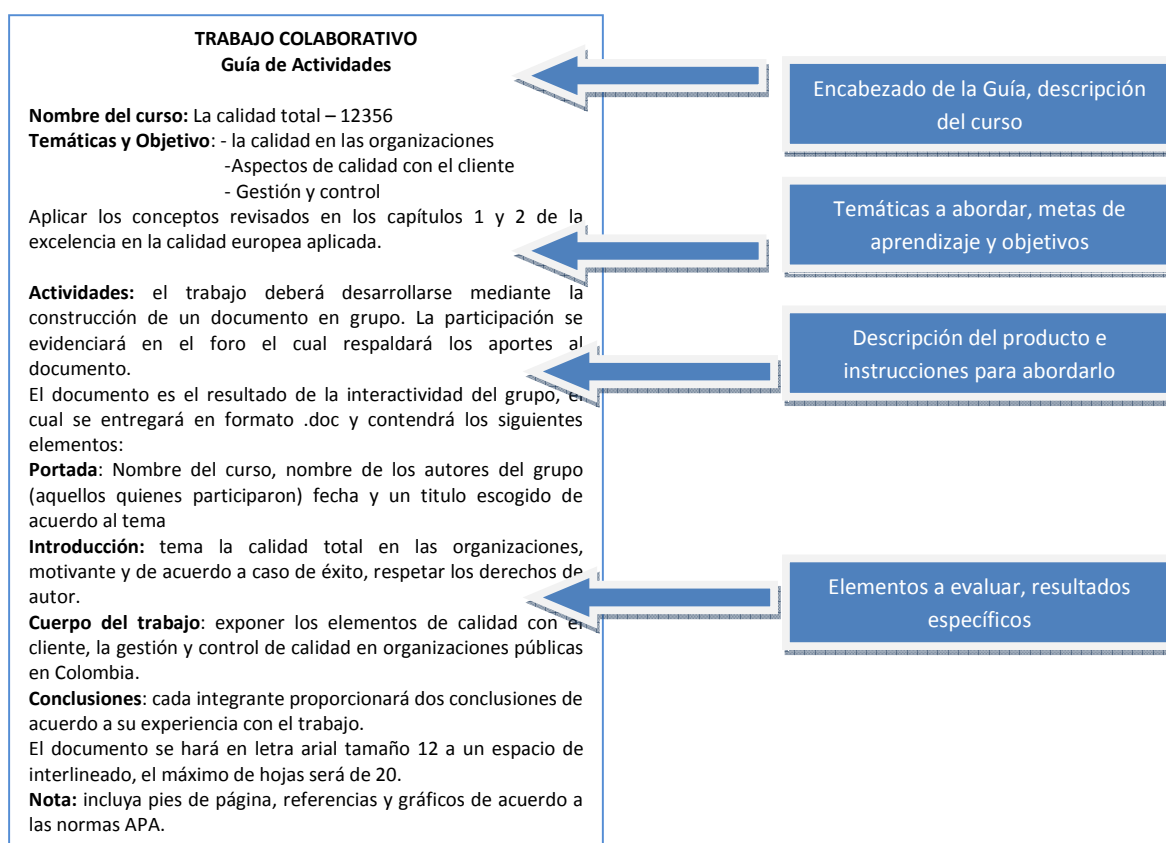 TRABAJO COLABORATIVO
Guía de Actividades
Nombre del curso: La calidad total – 12356
Temáticas y Objetivo: - la calidad en las organizaciones
-Aspectos de calidad con el cliente
- Gestión y control
Aplicar los conceptos revisados en los capítulos 1 y 2 de la
excelencia en la calidad europea aplicada.
Actividades: el trabajo deberá desarrollarse mediante la
construcción de un documento en grupo. La participación se
evidenciará en el foro el cual respaldará los aportes al
documento.
El documento es el resultado de la interactividad del grupo, el
cual se entregará en formato .doc y contendrá los siguientes
elementos:
Portada: Nombre del curso, nombre de los autores del grupo
(aquellos quienes participaron) fecha y un titulo escogido de
acuerdo al tema
Introducción: tema la calidad total en las organizaciones,
motivante y de acuerdo a caso de éxito, respetar los derechos de
autor.
Cuerpo del trabajo: exponer los elementos de calidad con el
cliente, la gestión y control de calidad en organizaciones públicas
en Colombia.
Conclusiones: cada integrante proporcionará dos conclusiones de
acuerdo a su experiencia con el trabajo.
El documento se hará en letra arial tamaño 12 a un espacio de
interlineado, el máximo de hojas será de 20.
Nota: incluya pies de página, referencias y gráficos de acuerdo a
las normas APA.
Encabezado de la Guía, descripción
del curso
Temáticas a abordar, metas de
aprendizaje y objetivos
Descripción del producto e
instrucciones para abordarlo
Elementos a evaluar, resultados
específicos